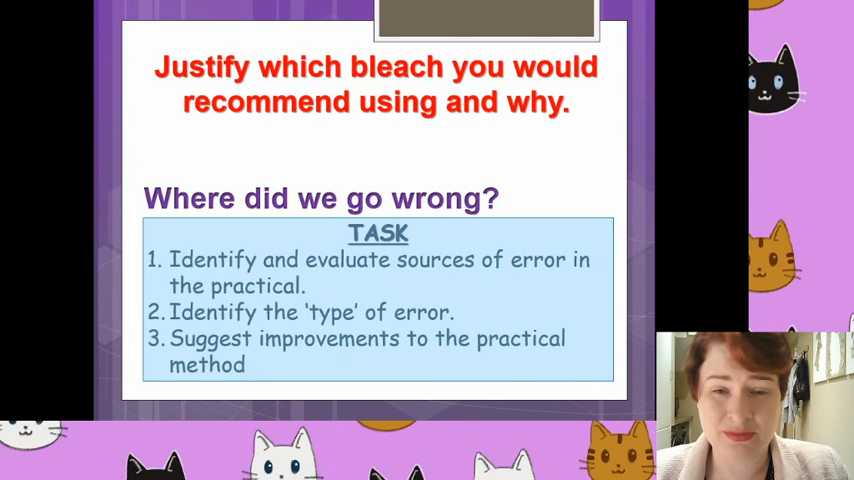 Justify which bleach you would
recommend using and why.
Where did we go wrong?
TASK
1. Identify and evaluate sources of error in
the practical.
2. Identify the ‘type’ of error.
3. Suggest improvements to the practical
method